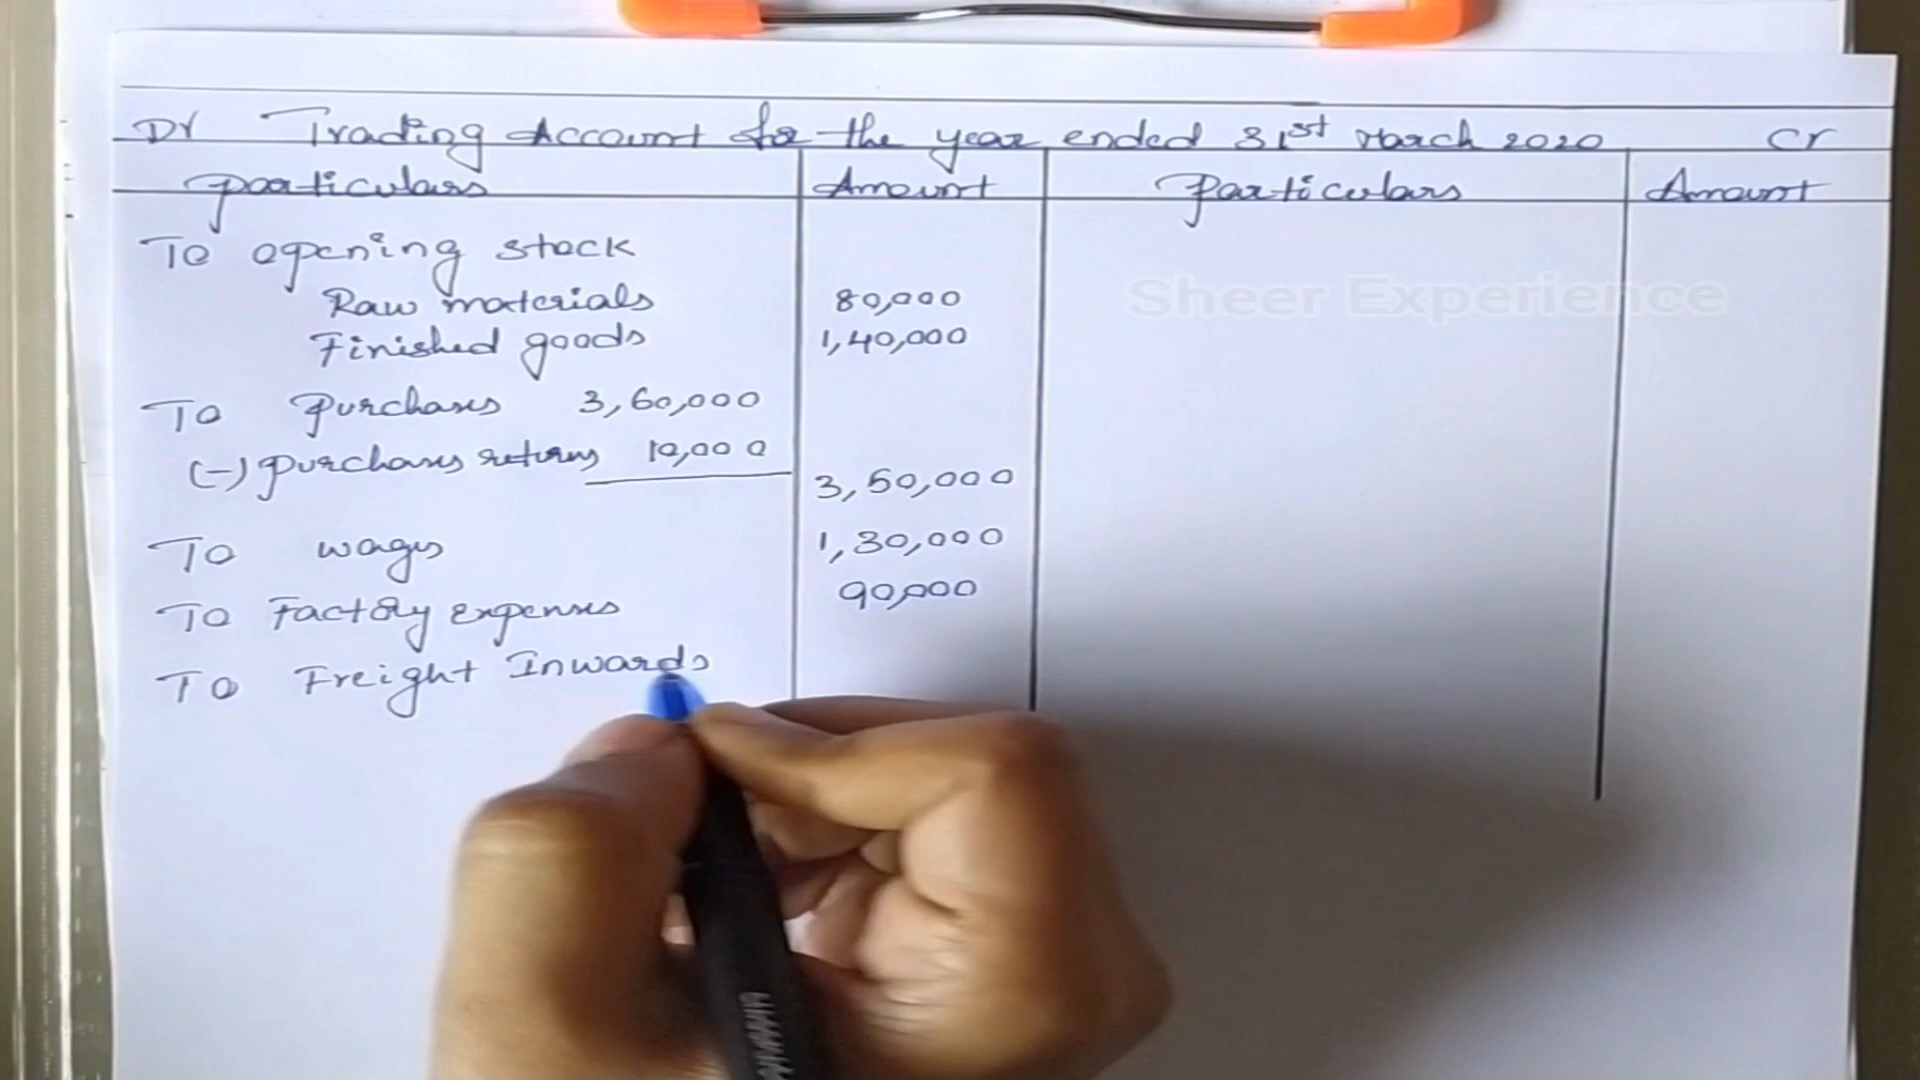 Dr Trading Account for the year ended 31st March 2020 Cr
Particulars Amount Particulars Amount
To opening stock
Raw materials 80,000
Finished goods 1,40,000
To Purchases 3,60,000
(-) Purchases returns 10,000
3,50,000
To wages 1,30,000
To Factory expenses 90,000
To Freight Inwards
Sheer Experience